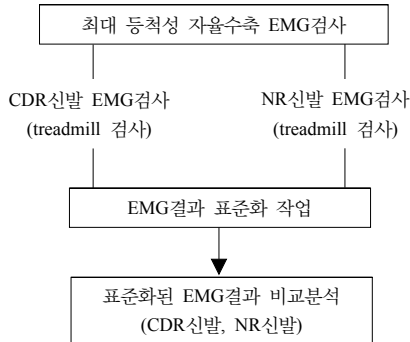 최대 등척성 자율수축 EMG검사
CDR신발 EMG검사
(treadmill 검사)
NR신발 EMG검사
(treadmill 검사)
EMG결과 표준화 작업
표준화된 EMG결과 비교분석
(CDR신발, NR신발)